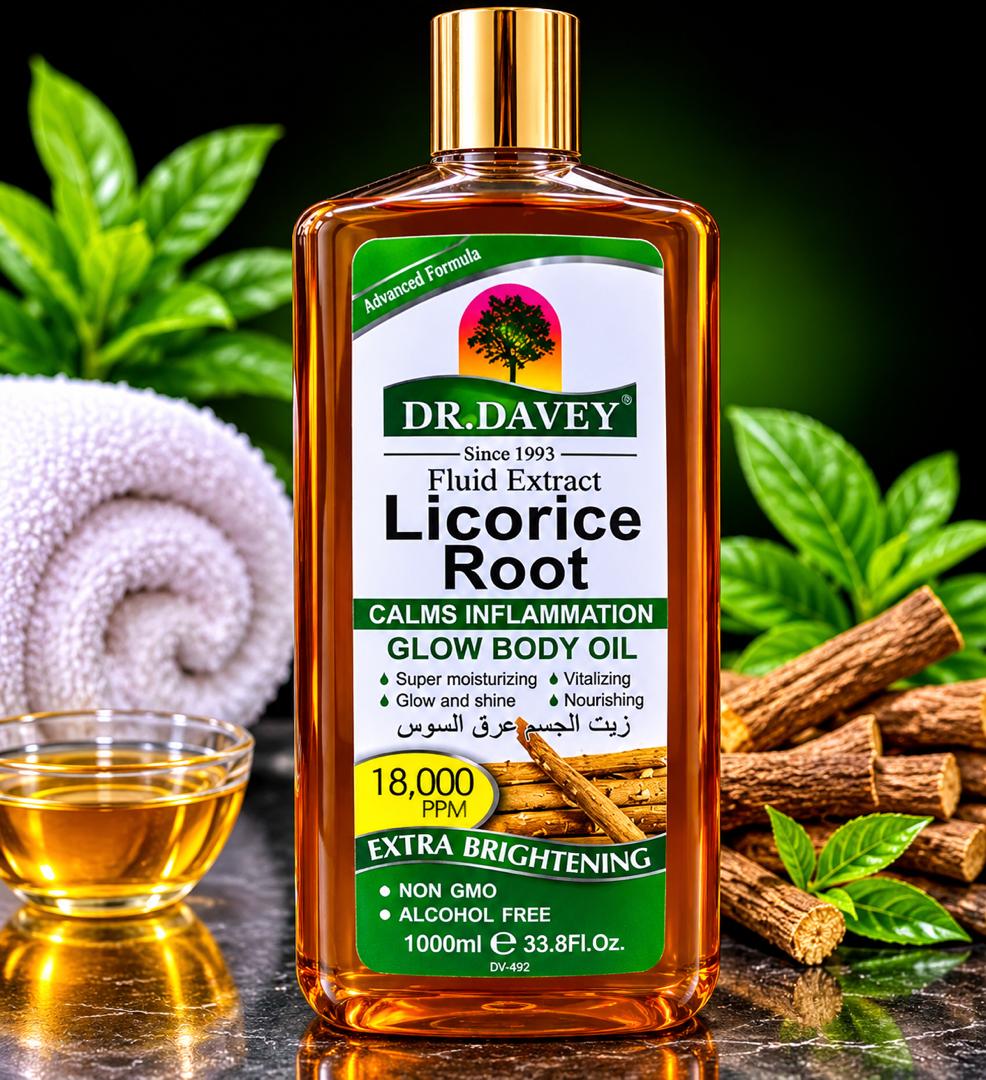 Advanced Formula
DR.DAVEY®
Since 1993
Fluid Extract
Licorice
Root
CALMS INFLAMMATION
GLOW BODY OIL
Super moisturizing Vitalizing
Glow and shine Nourishing
زيت الجسم عرق السوس
18,000
PPM
EXTRA BRIGHTENING
• NON GMO
• ALCOHOL FREE
1000ml ℮ 33.8Fl.Oz.
DV-492